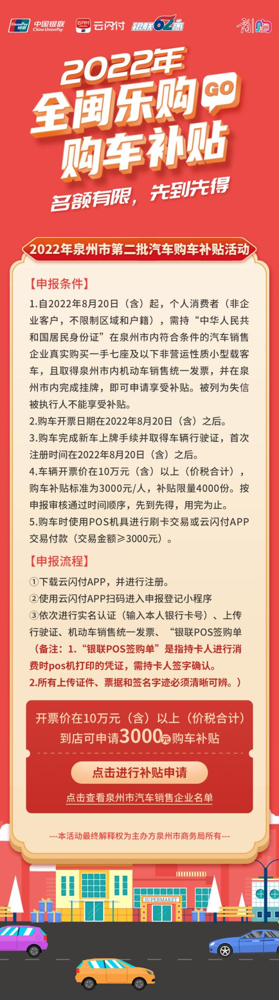 UnionPay 银联 中国银联 China UnionPay 云闪付 云闪付 银联62惠
2022年
全闽乐购 GO
购车补贴
名额有限，先到先得
2022年泉州市第二批汽车购车补贴活动
【申报条件】
1.自2022年8月20日（含）起，个人消费者（非企
业客户，不限制区域和户籍），需持“中华人民共
和国居民身份证”在泉州市内符合条件的汽车销售
企业真实购买一手七座及以下非营运性质小型载客
车，且取得泉州市内机动车销售统一发票，并在泉
州市内完成挂牌，即可申请享受补贴。被列为失信
被执行人不能享受补贴。
2.购车开票日期在2022年8月20日（含）之后。
3.购车完成新车上牌手续并取得车辆行驶证，首次
注册时间在2022年8月20日（含）之后。
4.车辆开票价在10万元（含）以上（价税合计），
购车补贴标准为3000元/人，补贴限量4000份。按
申报审核通过时间顺序，先到先得，用完为止。
5.购车时使用POS机具进行刷卡交易或云闪付APP
交易付款（交易金额≥3000元）。
【申报流程】
①下载云闪付APP，并进行注册。
②使用云闪付APP扫码进入申报登记小程序
③依次进行实名认证（输入本人银行卡号）、上传
行驶证、机动车销售统一发票、“银联POS签购单
（备注：1.“银联POS签购单”是指持卡人进行消
费时pos机打印的凭证，需持卡人签字确认。
2.所有上传证件、票据和签名字迹必须清晰可辨。）
开票价在10万元（含）以上（价税合计）
到店可申请3000元购车补贴
点击进行补贴申请
点击查看泉州市汽车销售企业名单
---本活动最终解释权为主办方泉州市商务局所有---
SUPERMAKET